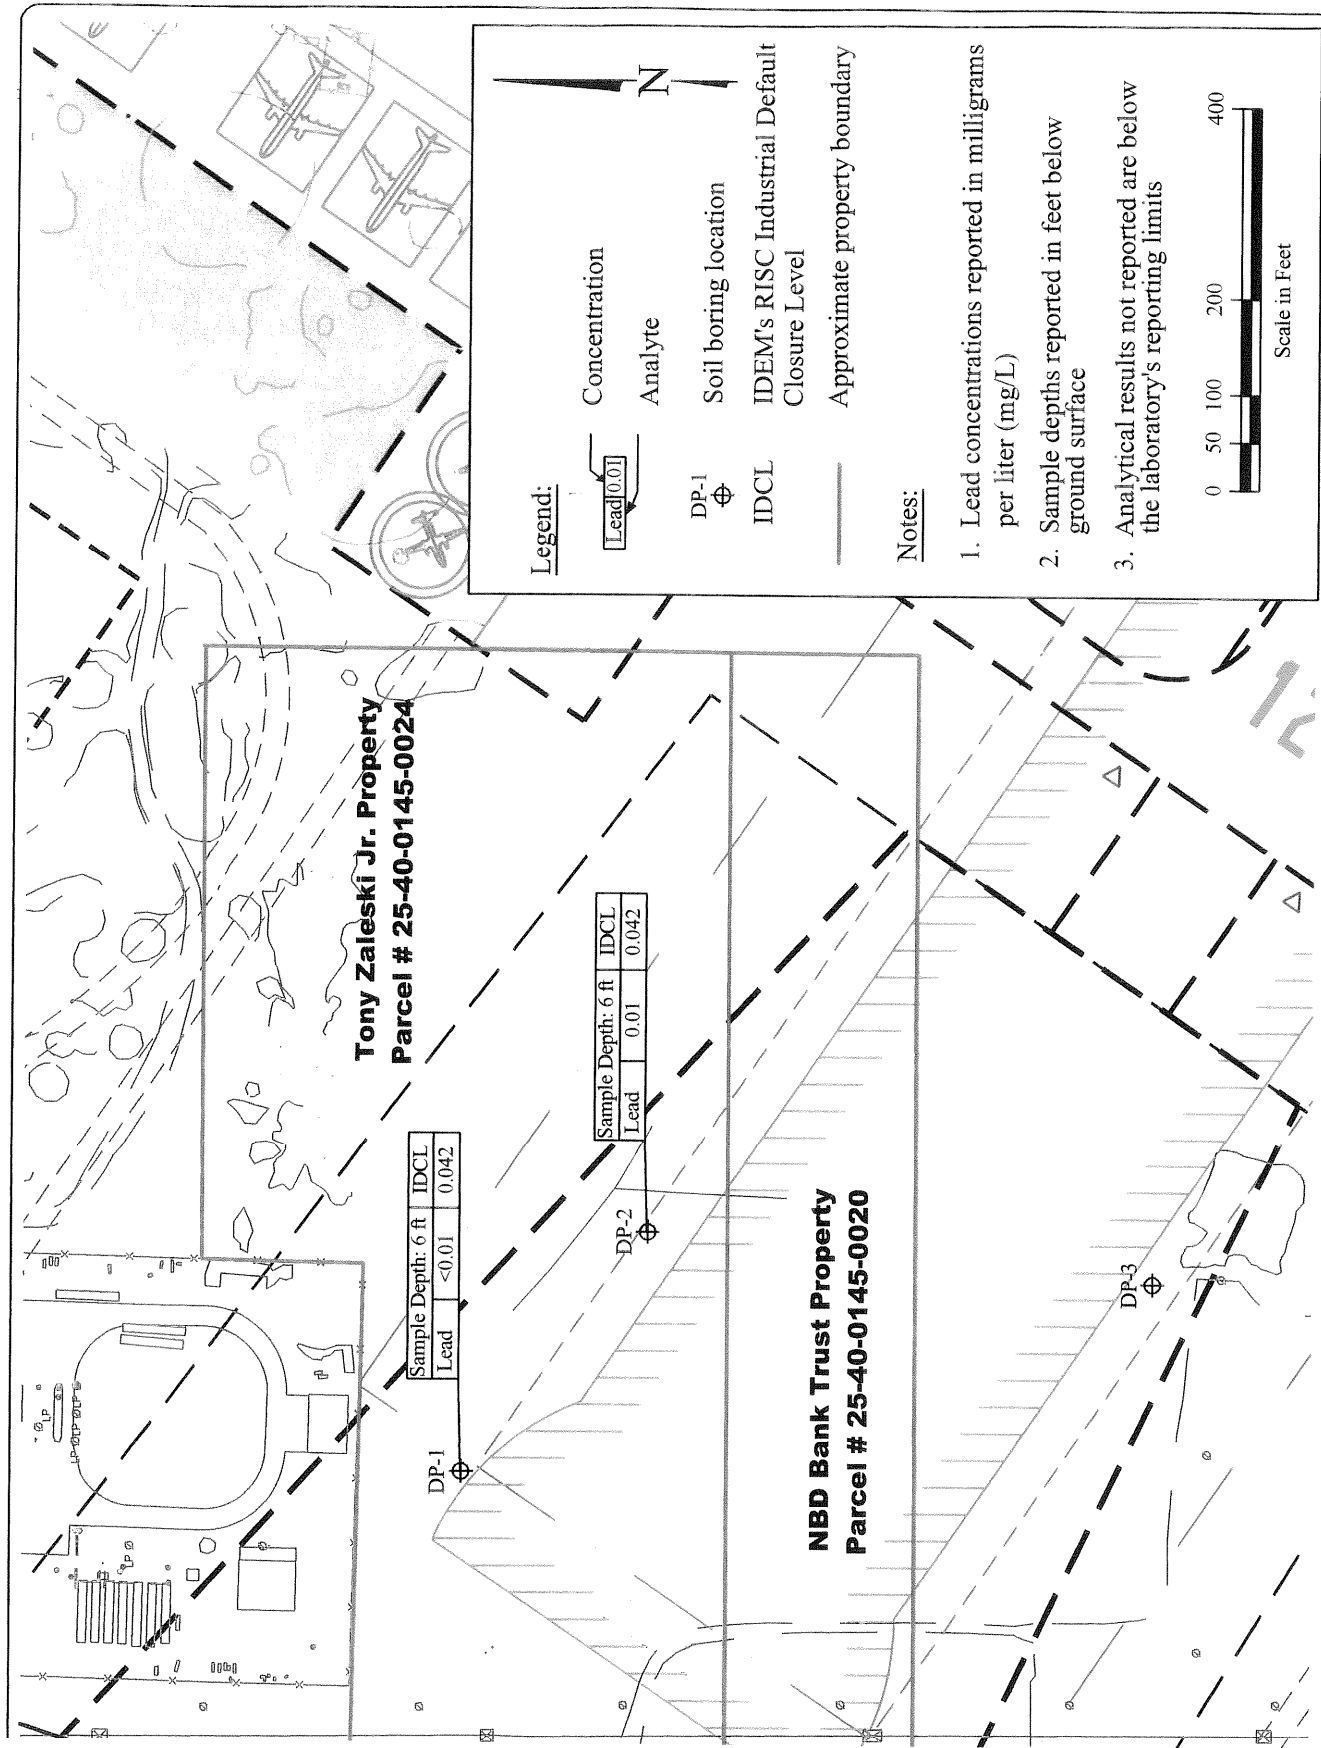 Tony Zaleski Jr. Property
Parcel # 25-40-0145-0024
Sample Depth: 6 ft IDCL
Lead <0.01 0.042
DP-1
Sample Depth: 6 ft IDCL
Lead 0.01 0.042
DP-2
NBD Bank Trust Property
Parcel # 25-40-0145-0020
DP-3
LP
LP
LP
LP
LP
12
Legend:
N
Lead 0.01
Concentration
Analyte
DP-1
Soil boring location
IDCL
IDEM's RISC Industrial Default
Closure Level
Approximate property boundary
Notes:
1. Lead concentrations reported in milligrams
per liter (mg/L)
2. Sample depths reported in feet below
ground surface
3. Analytical results not reported are below
the laboratory's reporting limits
0 50 100 200 400
Scale in Feet